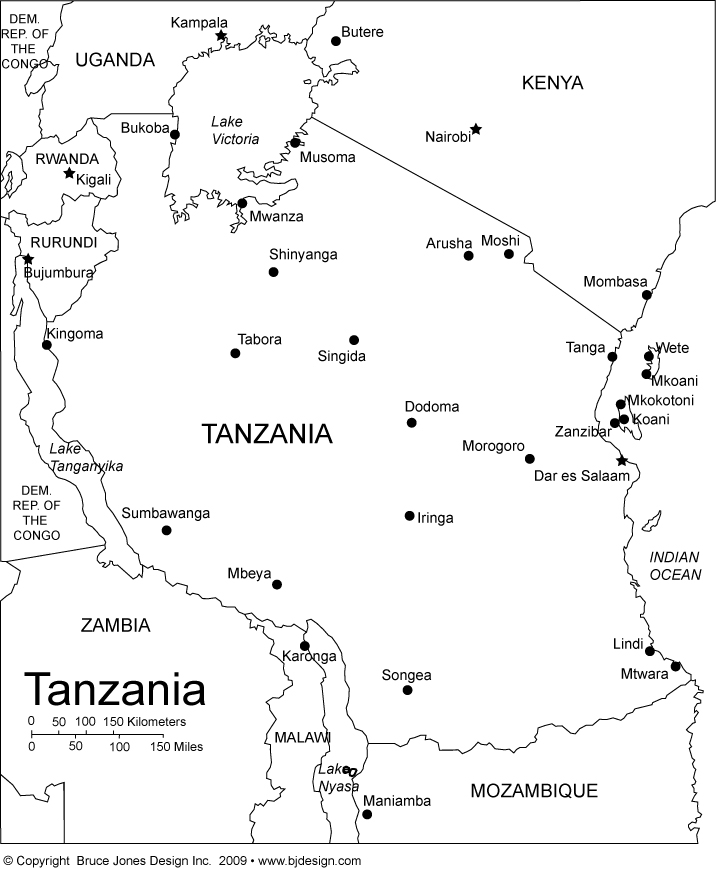 DEM.
REP. OF
THE
CONGO
Kampala
Butere
UGANDA
KENYA
Bukoba
Lake
Victoria
Nairobi
Musoma
RWANDA
Kigali
Mwanza
RURUNDI
Bujumbura
Shinyanga
Arusha
Moshi
Mombasa
Kingoma
Tabora
Singida
Tanga
Wete
Mkoani
Mkokotoni
Koani
Zanzibar
Dodoma
TANZANIA
Morogoro
Dar es Salaam
Lake
Tanganyika
DEM.
REP. OF
THE
CONGO
Sumbawanga
Iringa
INDIAN
OCEAN
Mbeya
ZAMBIA
Karonga
Lindi
Mtwara
Songea
Tanzania
0 50 100 150 Kilometers
0 50 100 150 Miles
MALAWI
Lake
Nyasa
Maniamba
MOZAMBIQUE
© Copyright Bruce Jones Design Inc. 2009 • www.bjdesign.com